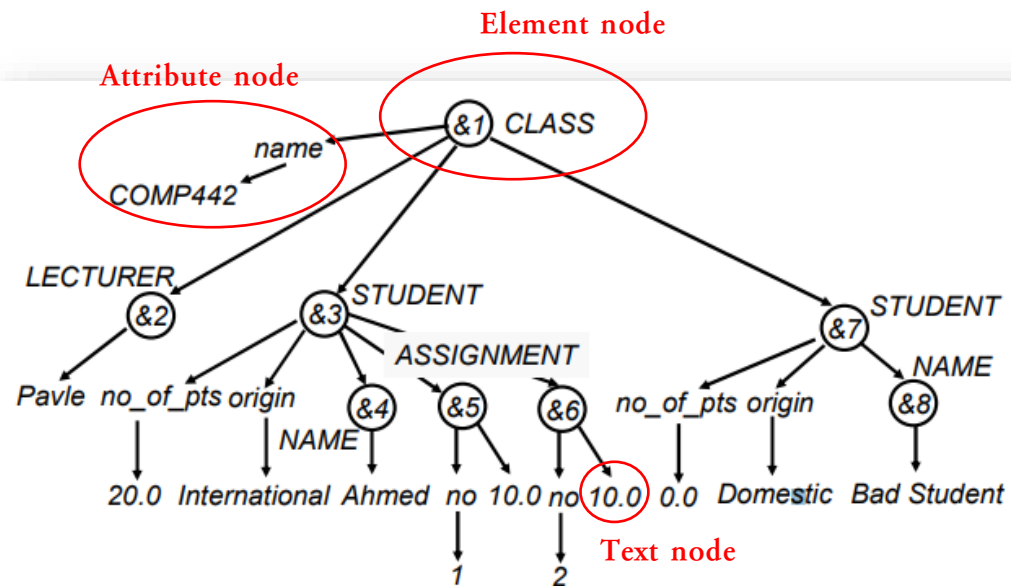 Element node
Attribute node
&1 CLASS
name
COMP442
LECTURER
&2
&3 STUDENT
&7 STUDENT
ASSIGNMENT
NAME
Pavle no_of_pts origin
&4 &5 &6
no_of_pts origin &8
NAME
20.0 International Ahmed no 10.0 no 10.0 0.0 Domestic Bad Student
Text node
1 2